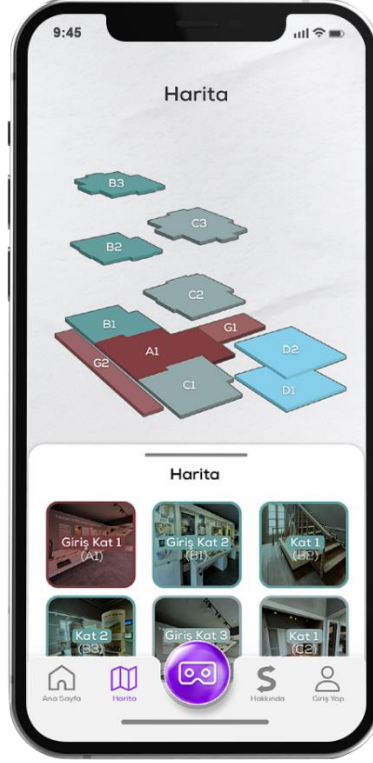 9:45
Harita
B3
C3
B2
C2
B1
G1
A1
G2
D2
C1
D1
Harita
Giriş Kat 1
(A1)
Giriş Kat 2
(B1)
Kat 1
(B2)
Kat 2
(B3)
Giriş Kat 3
Kat 1
(C2)
Ana Sayfa
Harita
Hakkında
Giriş Yap